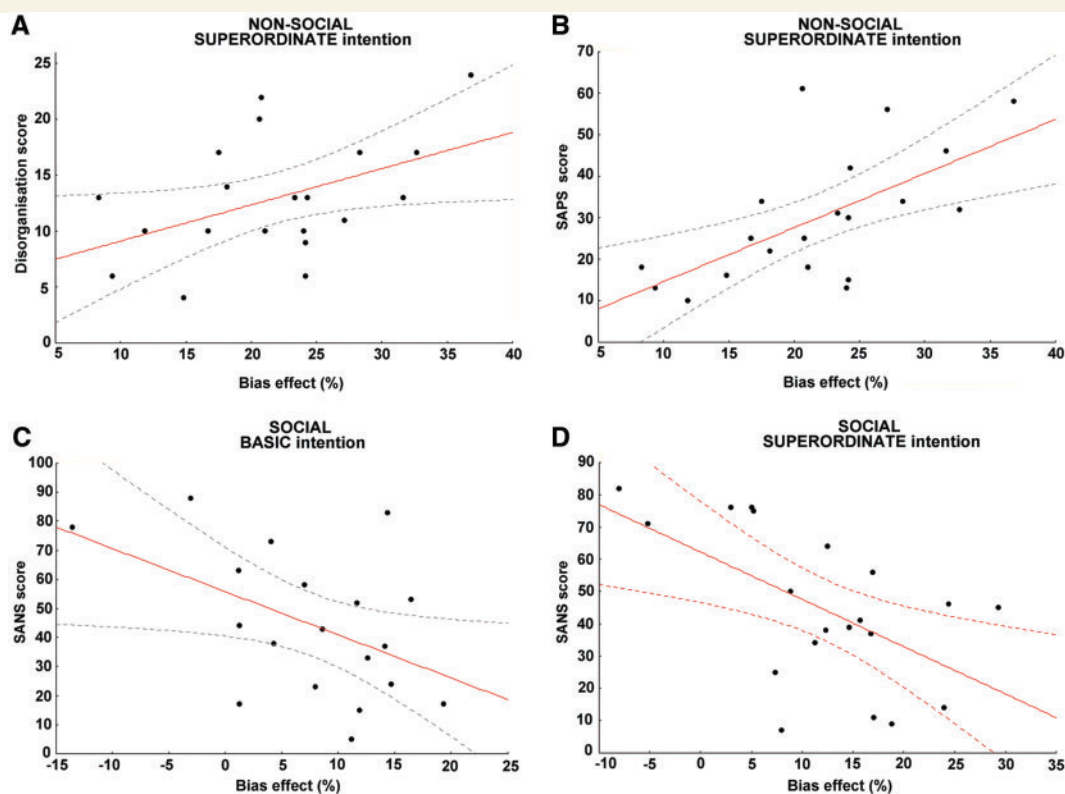 A
NON-SOCIAL
SUPERORDINATE intention
Disorganisation score
25
20
15
10
5
0
5 10 15 20 25 30 35 40
Bias effect (%)
B
NON-SOCIAL
SUPERORDINATE intention
SAPS score
70
60
50
40
30
20
10
0
5 10 15 20 25 30 35 40
Bias effect (%)
C
SOCIAL
BASIC intention
SANS score
100
90
80
70
60
50
40
30
20
10
0
-15 -10 -5 0 5 10 15 20 25
Bias effect (%)
D
SOCIAL
SUPERORDINATE intention
SANS score
90
80
70
60
50
40
30
20
10
0
-10 -5 0 5 10 15 20 25 30 35
Bias effect (%)